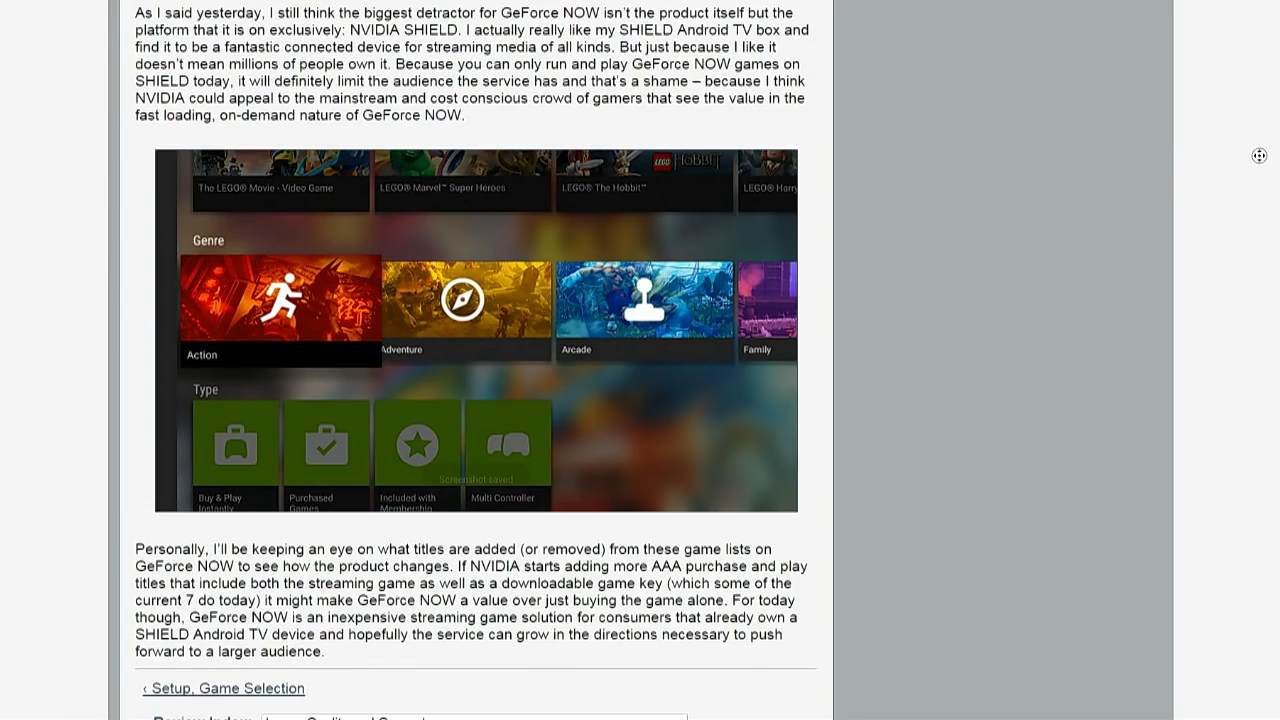 As I said yesterday, I still think the biggest detractor for GeForce NOW isn't the product itself but the
platform that it is on exclusively: NVIDIA SHIELD. I actually really like my SHIELD Android TV box and
find it to be a fantastic connected device for streaming media of all kinds. But just because I like it
doesn't mean millions of people own it. Because you can only run and play GeForce NOW games on
SHIELD today, it will definitely limit the audience the service has and that's a shame – because I think
NVIDIA could appeal to the mainstream and cost conscious crowd of gamers that see the value in the
fast loading, on-demand nature of GeForce NOW.
LEGO HOBBIT
The LEGO® Movie - Video Game
LEGO® Marvel™ Super Heroes
LEGO® The Hobbit™
LEGO® Harry
Genre
Action
Adventure
Arcade
Family
Type
Screenshot saved
Buy & Play
Instantly
Purchased
Games
Included with
Membership
Multi Controller
Personally, I'll be keeping an eye on what titles are added (or removed) from these game lists on
GeForce NOW to see how the product changes. If NVIDIA starts adding more AAA purchase and play
titles that include both the streaming game as well as a downloadable game key (which some of the
current 7 do today) it might make GeForce NOW a value over just buying the game alone. For today
though, GeForce NOW is an inexpensive streaming game solution for consumers that already own a
SHIELD Android TV device and hopefully the service can grow in the directions necessary to push
forward to a larger audience.
‹ Setup, Game Selection